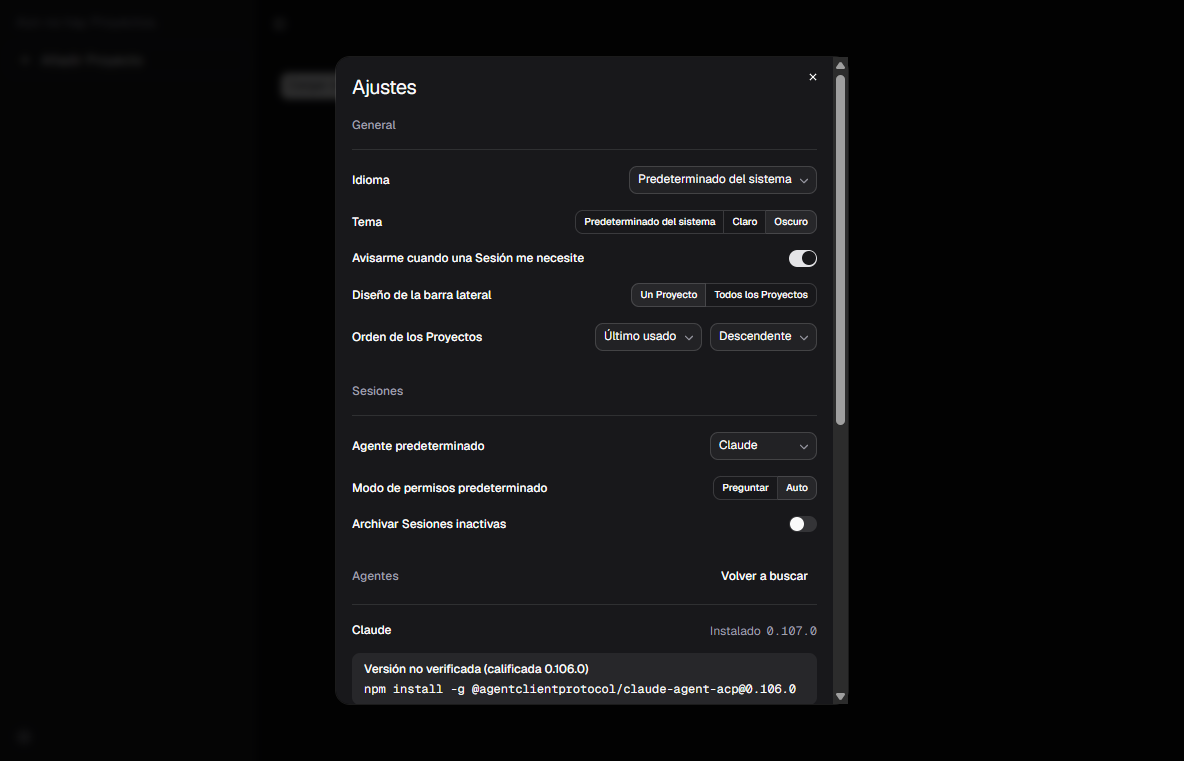 Ajustes
General
Idioma
Predeterminado del sistema
Tema
Predeterminado del sistema Claro Oscuro
Avisarme cuando una Sesión me necesite
Diseño de la barra lateral
Un Proyecto Todos los Proyectos
Orden de los Proyectos
Último usado Descendente
Sesiones
Agente predeterminado
Claude
Modo de permisos predeterminado
Preguntar Auto
Archivar Sesiones inactivas
Agentes
Volver a buscar
Claude
Instalado 0.107.0
Versión no verificada (calificada 0.106.0)
npm install -g @agentclientprotocol/claude-agent-acp@0.106.0